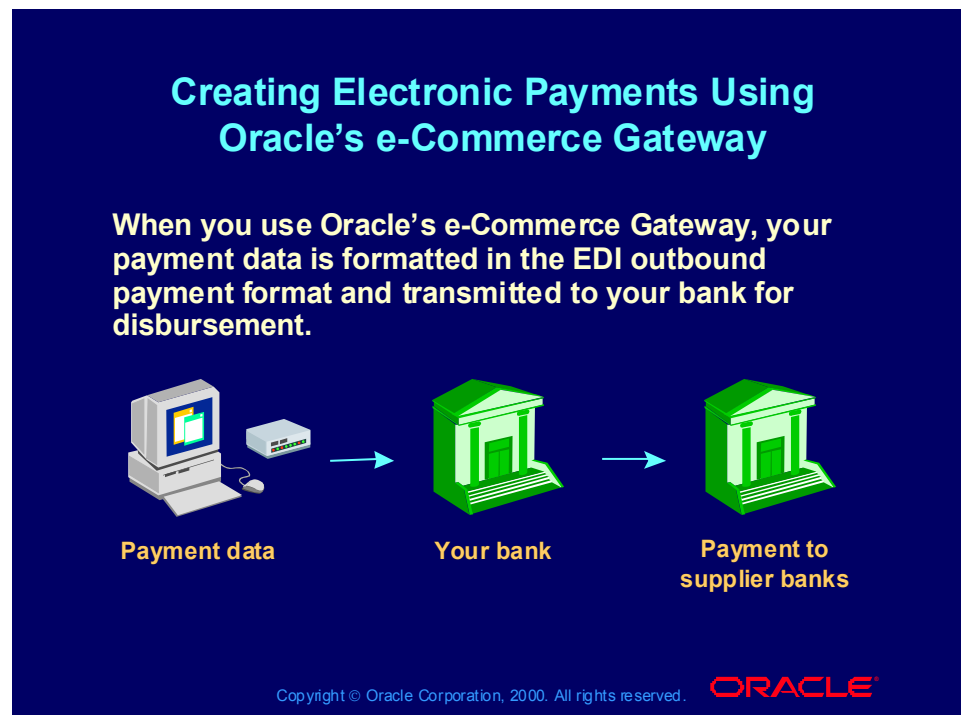 Creating Electronic Payments Using
Oracle's e-Commerce Gateway
When you use Oracle's e-Commerce Gateway, your
payment data is formatted in the EDI outbound
payment format and transmitted to your bank for
disbursement.
Payment data
Your bank
Payment to
supplier banks
Copyright © Oracle Corporation, 2000. All rights reserved.
ORACLE®